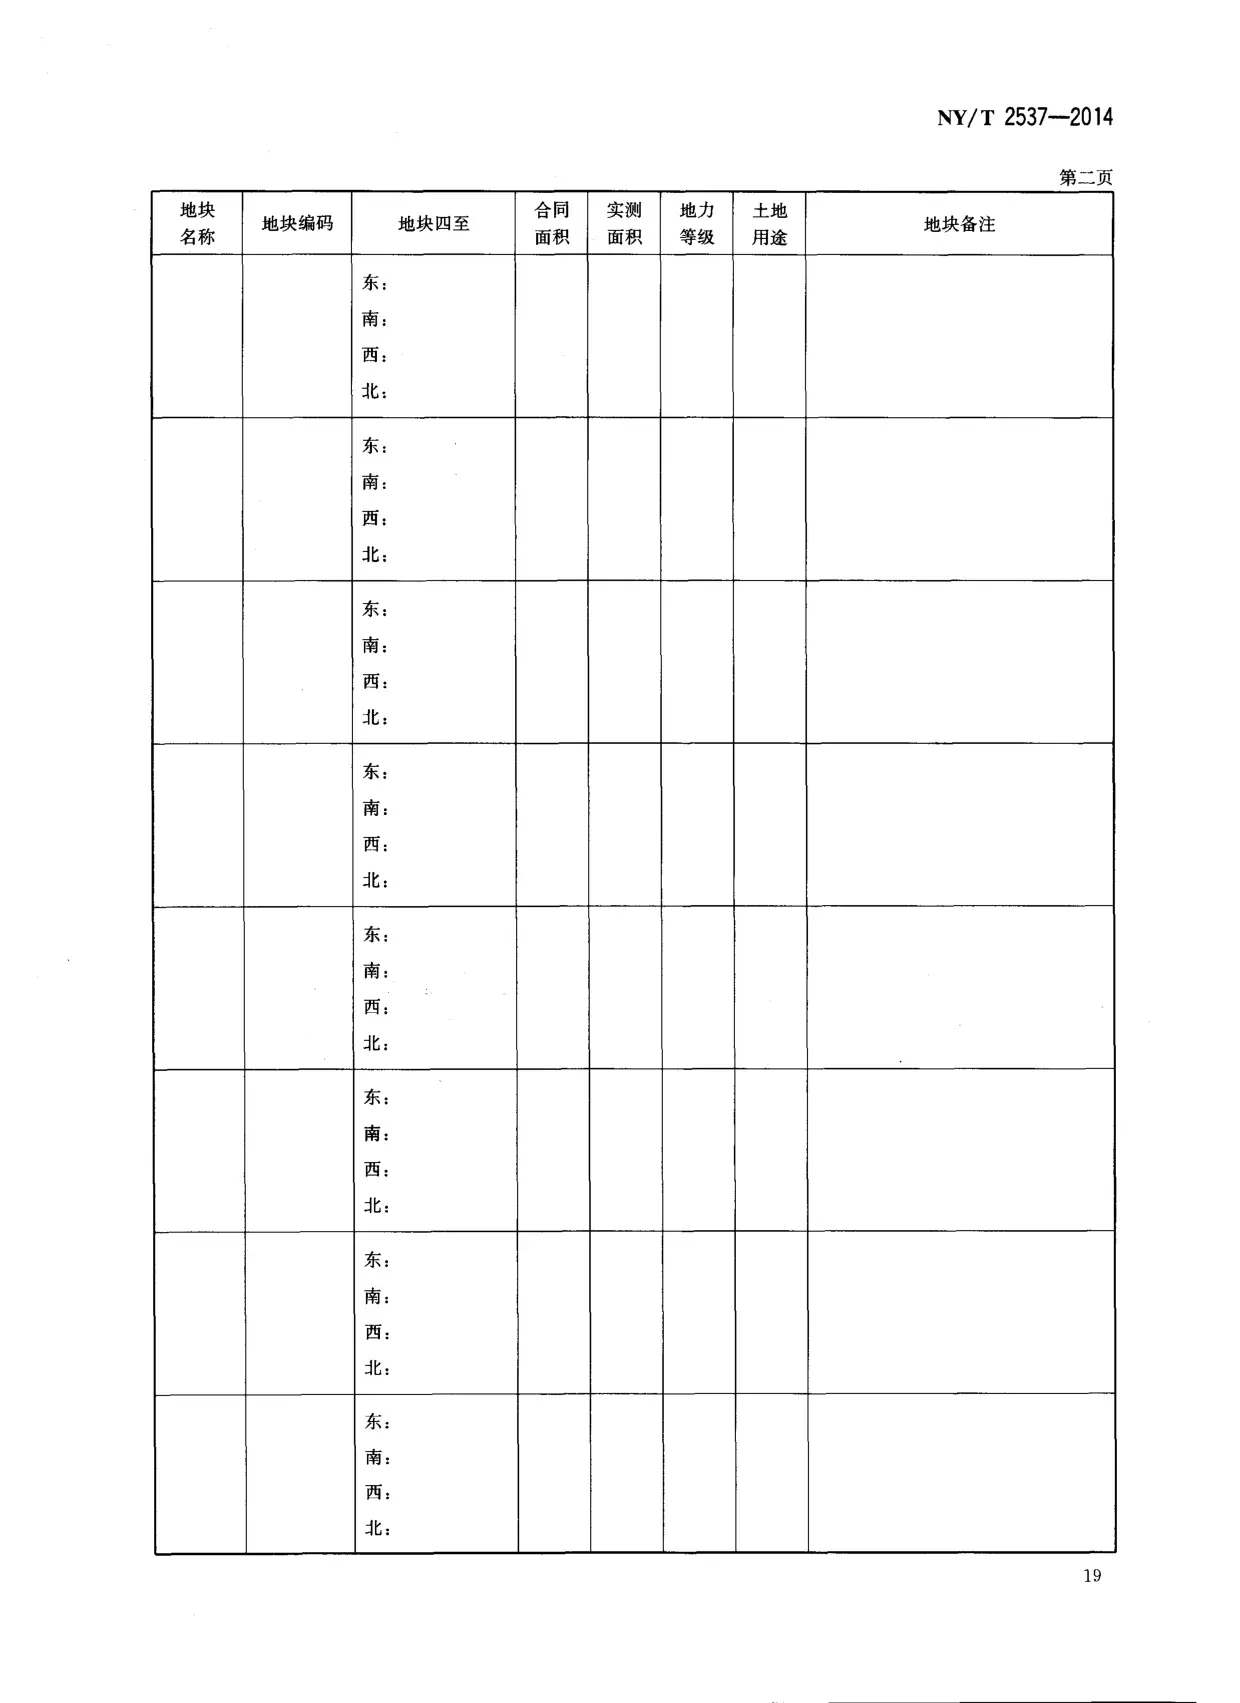 NY/T 2537—2014
第二页
地块名称 地块编码 地块四至 合同面积 实测面积 地力等级 土地用途 地块备注
东：
南：
西：
北：
东：
南：
西：
北：
东：
南：
西：
北：
东：
南：
西：
北：
东：
南：
西：
北：
东：
南：
西：
北：
东：
南：
西：
北：
东：
南：
西：
北：
19